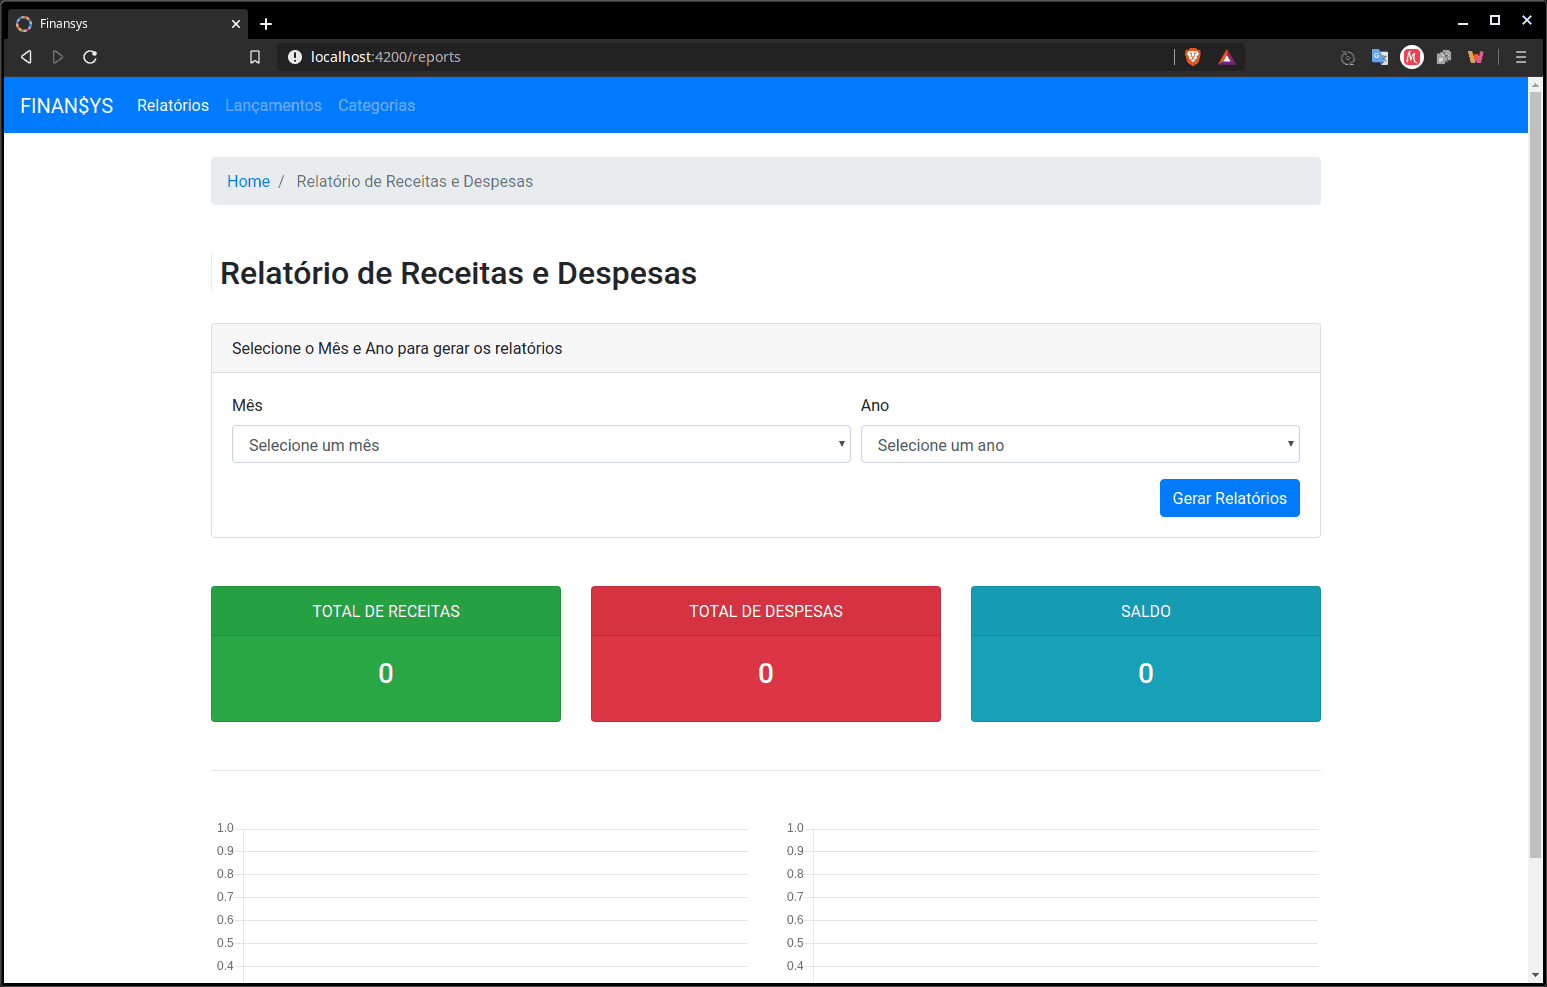 Finansys
localhost:4200/reports
FINAN$YS Relatórios Lançamentos Categorias
Home / Relatório de Receitas e Despesas
Relatório de Receitas e Despesas
Selecione o Mês e Ano para gerar os relatórios
Mês Ano
Selecione um mês Selecione um ano
Gerar Relatórios
TOTAL DE RECEITAS TOTAL DE DESPESAS SALDO
0 0 0
1.0 1.0
0.9 0.9
0.8 0.8
0.7 0.7
0.6 0.6
0.5 0.5
0.4 0.4